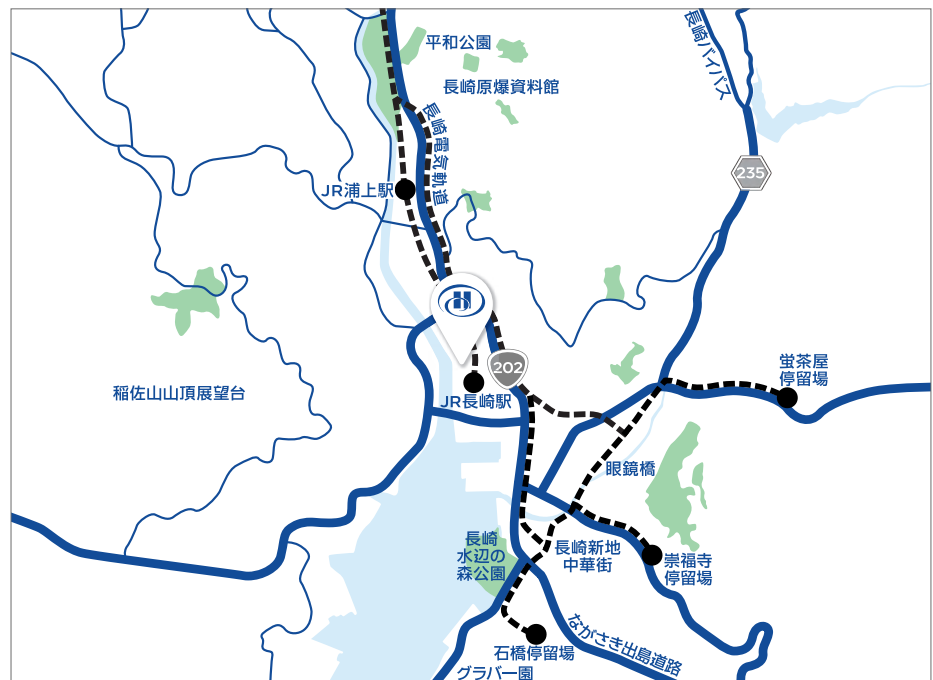 平和公園
長崎バイパス
長崎原爆資料館
長崎電気軌道
235
JR浦上駅
H
202
JR長崎駅
蛍茶屋
停留場
稲佐山山頂展望台
眼鏡橋
長崎
水辺の
森公園
長崎新地
中華街
崇福寺
停留場
石橋停留場
ながさき出島道路
グラバー園